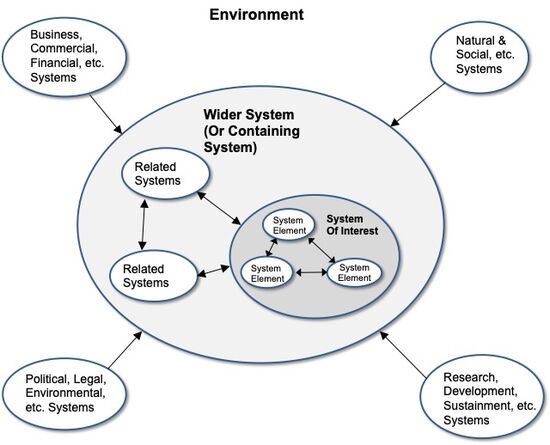 Environment
Business,
Commercial,
Financial, etc.
Systems
Natural &
Social, etc.
Systems
Wider System
(Or Containing
System)
Related
Systems
System
Element
System
Of Interest
Related
Systems
System
Element
System
Element
Political, Legal,
Environmental,
etc. Systems
Research,
Development,
Sustainment, etc.
Systems